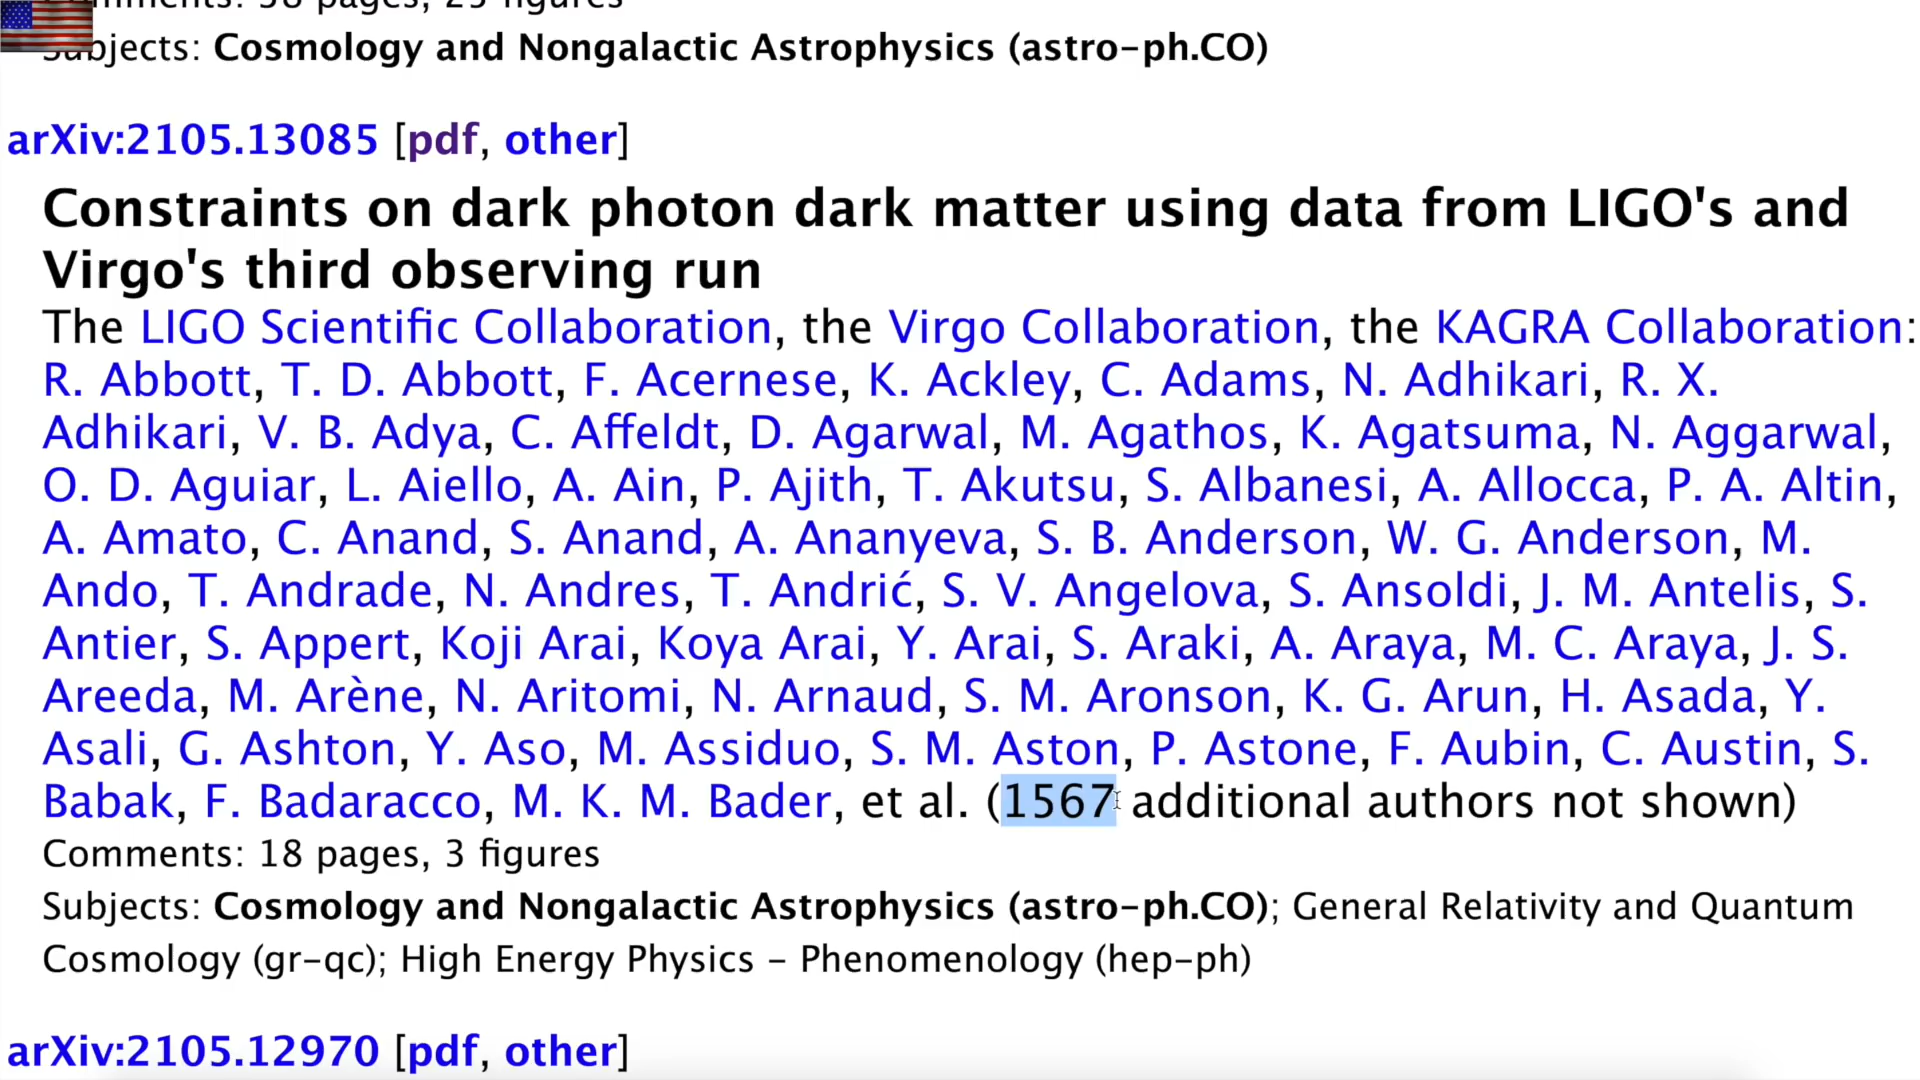 Comments: 38 pages, 25 figures
Subjects: Cosmology and Nongalactic Astrophysics (astro-ph.CO)
arXiv:2105.13085 [pdf, other]
Constraints on dark photon dark matter using data from LIGO's and
Virgo's third observing run
The LIGO Scientific Collaboration, the Virgo Collaboration, the KAGRA Collaboration:
R. Abbott, T. D. Abbott, F. Acernese, K. Ackley, C. Adams, N. Adhikari, R. X.
Adhikari, V. B. Adya, C. Affeldt, D. Agarwal, M. Agathos, K. Agatsuma, N. Aggarwal,
O. D. Aguiar, L. Aiello, A. Ain, P. Ajith, T. Akutsu, S. Albanesi, A. Allocca, P. A. Altin,
A. Amato, C. Anand, S. Anand, A. Ananyeva, S. B. Anderson, W. G. Anderson, M.
Ando, T. Andrade, N. Andres, T. Andrić, S. V. Angelova, S. Ansoldi, J. M. Antelis, S.
Antier, S. Appert, Koji Arai, Koya Arai, Y. Arai, S. Araki, A. Araya, M. C. Araya, J. S.
Areeda, M. Arène, N. Aritomi, N. Arnaud, S. M. Aronson, K. G. Arun, H. Asada, Y.
Asali, G. Ashton, Y. Aso, M. Assiduo, S. M. Aston, P. Astone, F. Aubin, C. Austin, S.
Babak, F. Badaracco, M. K. M. Bader, et al. (1567 additional authors not shown)
Comments: 18 pages, 3 figures
Subjects: Cosmology and Nongalactic Astrophysics (astro-ph.CO); General Relativity and Quantum
Cosmology (gr-qc); High Energy Physics - Phenomenology (hep-ph)
arXiv:2105.12970 [pdf, other]